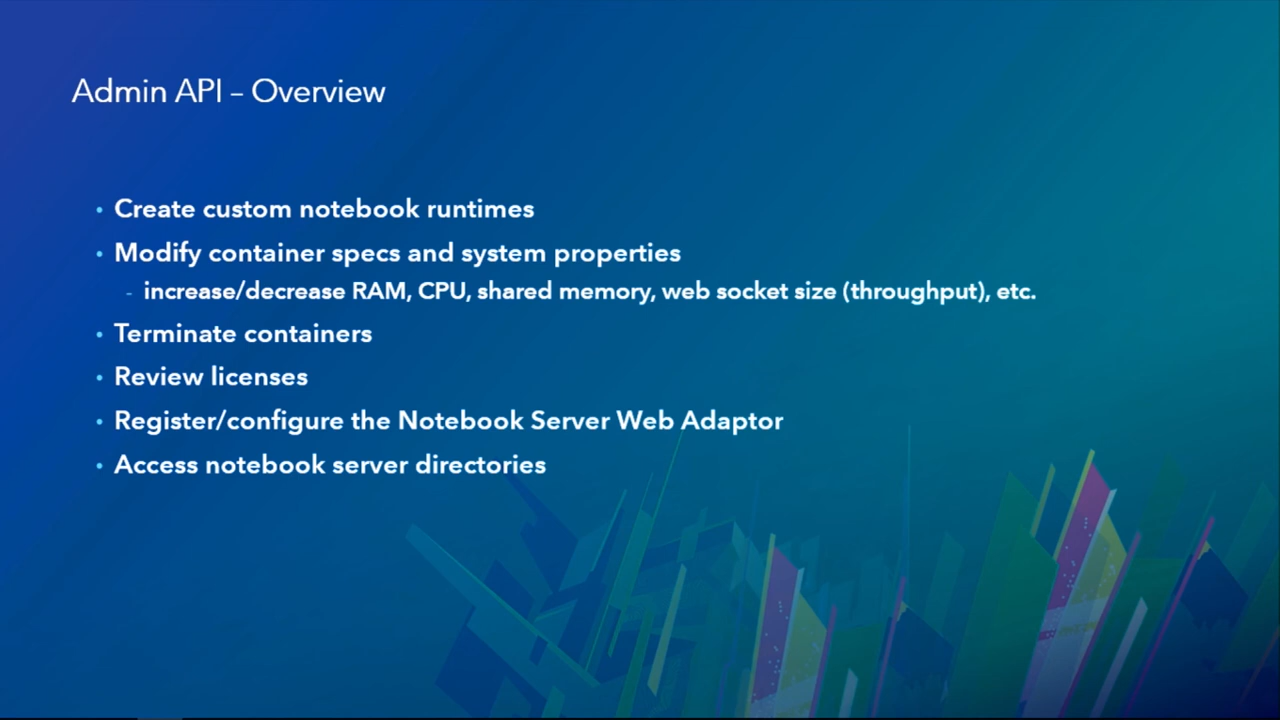 Admin API – Overview
• Create custom notebook runtimes
• Modify container specs and system properties
- increase/decrease RAM, CPU, shared memory, web socket size (throughput), etc.
• Terminate containers
• Review licenses
• Register/configure the Notebook Server Web Adaptor
• Access notebook server directories